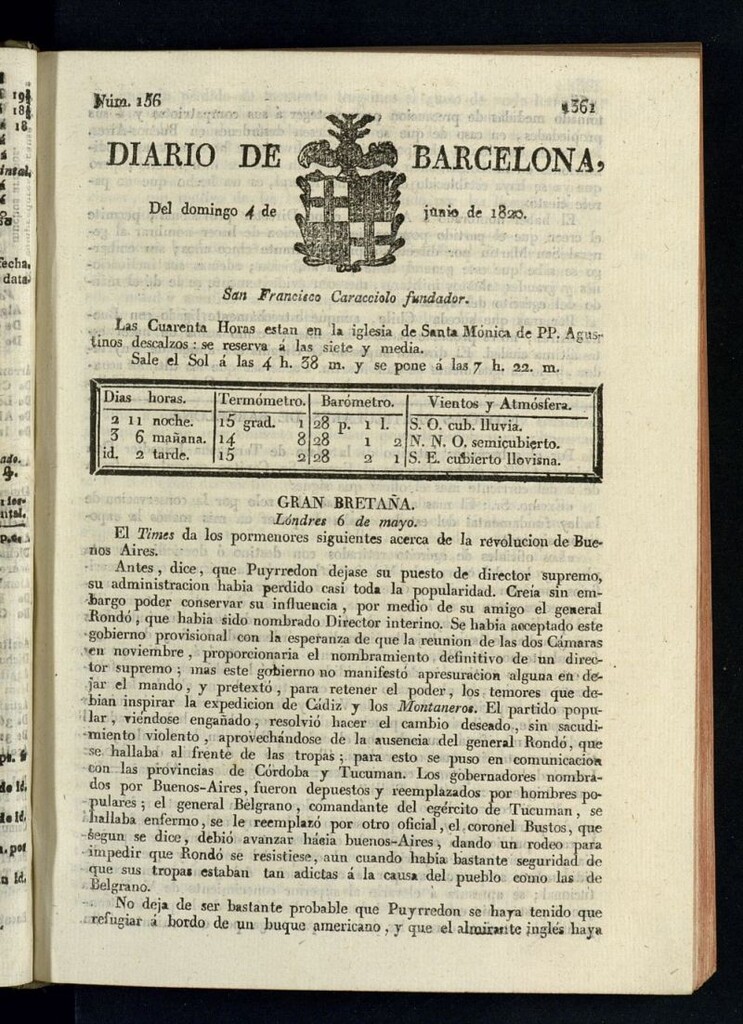 Núm. 156
1361
DIARIO DE BARCELONA,
Del domingo 4 de junio de 1820.
San Francisco Caracciolo fundador.
Las Cuarenta Horas estan en la iglesia de Santa Mónica de PP. Agus-
tinos descalzos: se reserva á las siete y media.
Sale el Sol á las 4 h. 38 m. y se pone á las 7 h. 22. m.
Dias horas. Termómetro. Barómetro. Vientos y Atmósfera.
2 11 noche. 15 grad. 1 28 p. 1 l. S. O. cub. lluvia.
3 6 mañana. 14 8 28 1 2 N. N. O. semicubierto.
id. 2 tarde. 15 2 28 2 1 S. E. cubierto llovisna.
GRAN BRETAÑA.
Lóndres 6 de mayo.
El Times da los pormenores siguientes acerca de la revolucion de Bue-
nos Aires.
Antes, dice, que Puyrredon dejase su puesto de director supremo,
su administracion habia perdido casi toda la popularidad. Creía sin em-
bargo poder conservar su influencia, por medio de su amigo el general
Rondó, que habia sido nombrado Director interino. Se habia acceptado este
gobierno provisional con la esperanza de que la reunion de las dos Cámaras
en noviembre, proporcionaria el nombramiento definitivo de un direc-
tor supremo; mas este gobierno no manifestó apresuracion alguna en de-
jar el mando, y pretextó, para retener el poder, los temores que de-
bian inspirar la expedicion de Cádiz y los Montaneros. El partido popu-
lar, viéndose engañado, resolvió hacer el cambio deseado, sin sacudi-
miento violento, aprovechándose de la ausencia del general Rondó, que
se hallaba al frente de las tropas; para esto se puso en comunicacion
con las provincias de Córdoba y Tucuman. Los gobernadores nombra-
dos por Buenos-Aires, fueron depuestos y reemplazados por hombres po-
pulares; el general Belgrano, comandante del egército de Tucuman, se
hallaba enfermo, se le reemplazó por otro oficial, el coronel Bustos, que
segun se dice, debió avanzar hácia buenos-Aires, dando un rodeo para
impedir que Rondó se resistiese, aun cuando habia bastante seguridad de
que sus tropas estaban tan adictas á la causa del pueblo como las de
Belgrano.
No deja de ser bastante probable que Puyrredon se haya tenido que
refugiar á bordo de un buque americano, y que el almirante inglés haya